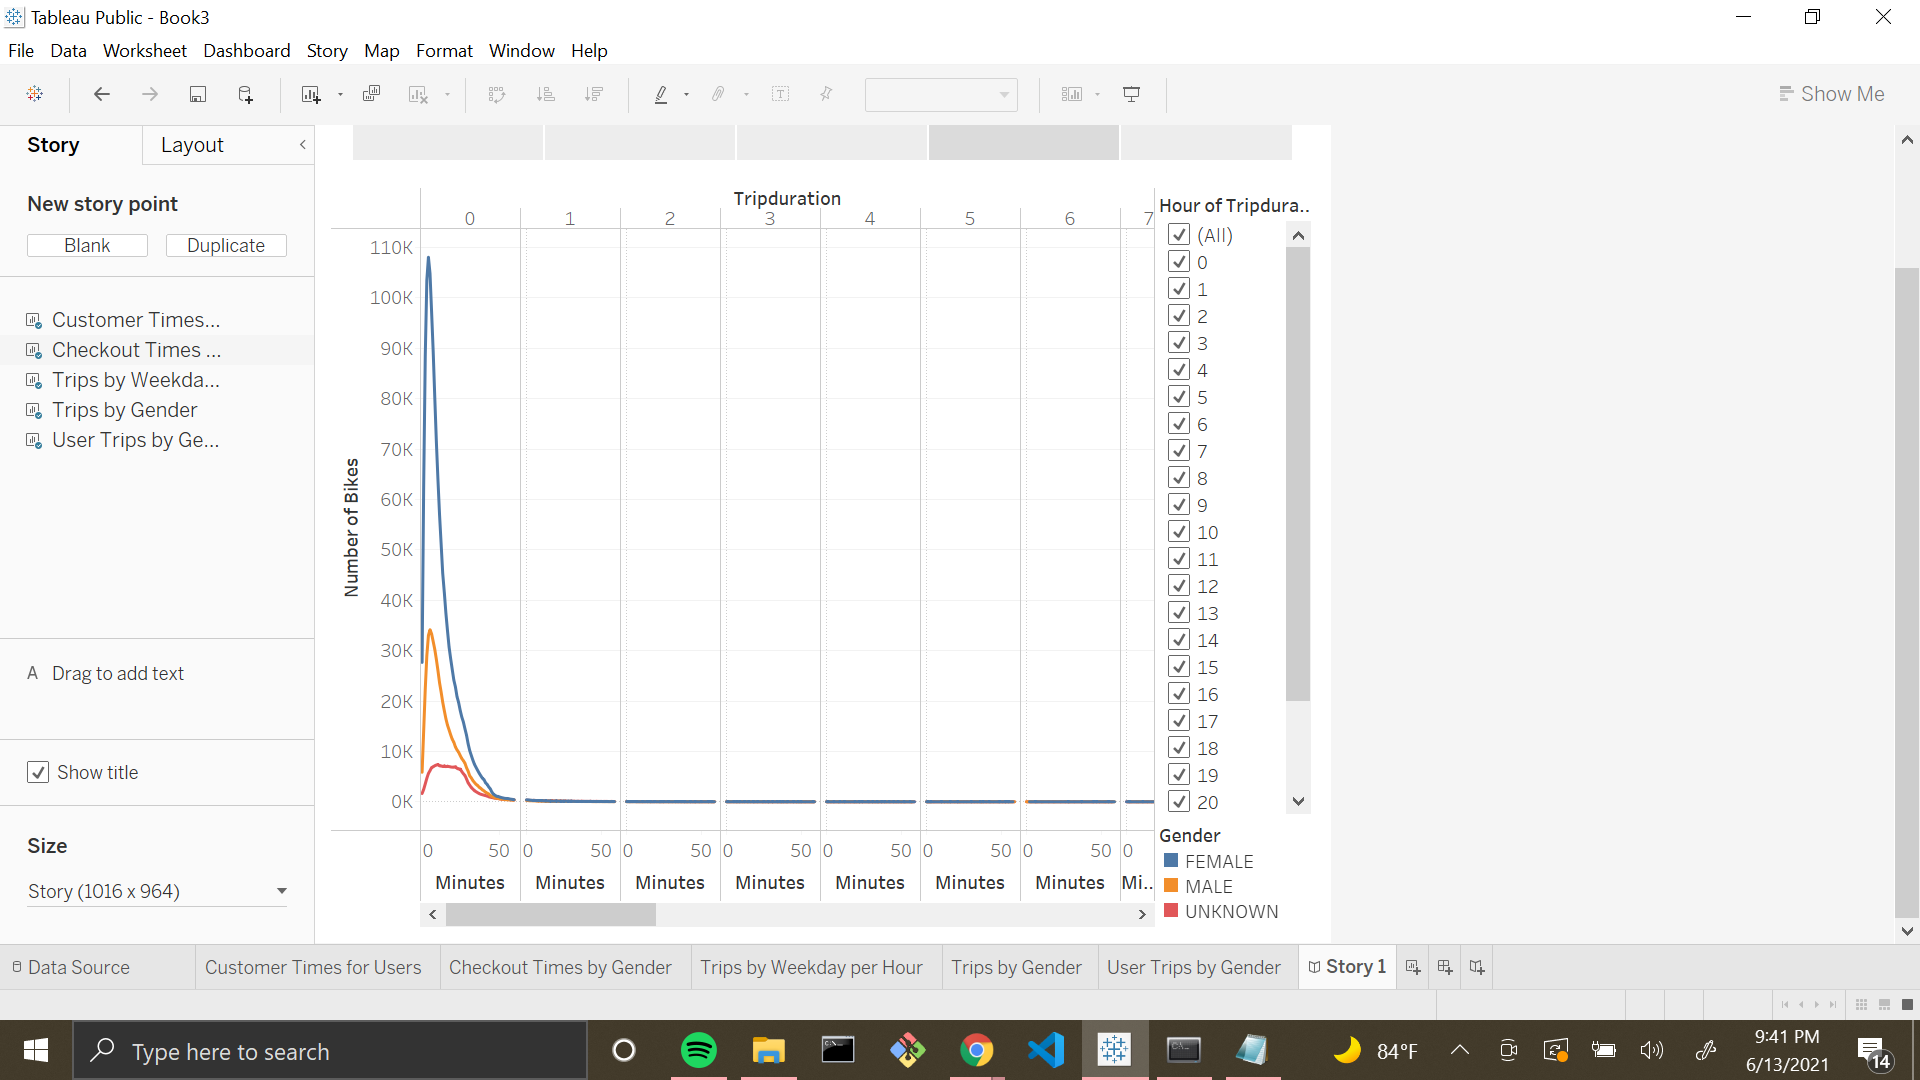 Tableau Public - Book3
File Data Worksheet Dashboard Story Map Format Window Help
Show Me
Story Layout
New story point
Blank Duplicate
Customer Times...
Checkout Times ...
Trips by Weekda...
Trips by Gender
User Trips by Ge...
A Drag to add text
Show title
Size
Story (1016 x 964)
Tripduration
0 1 2 3 4 5 6 7
Number of Bikes
110K
100K
90K
80K
70K
60K
50K
40K
30K
20K
10K
0K
0 50 0 50 0 50 0 50 0 50 0 50 0 50 0
Minutes Minutes Minutes Minutes Minutes Minutes Minutes Mi..
Hour of Tripdura..
(All)
0
1
2
3
4
5
6
7
8
9
10
11
12
13
14
15
16
17
18
19
20
Gender
FEMALE
MALE
UNKNOWN
Data Source Customer Times for Users Checkout Times by Gender Trips by Weekday per Hour Trips by Gender User Trips by Gender Story 1
Type here to search
84°F
9:41 PM
6/13/2021
14